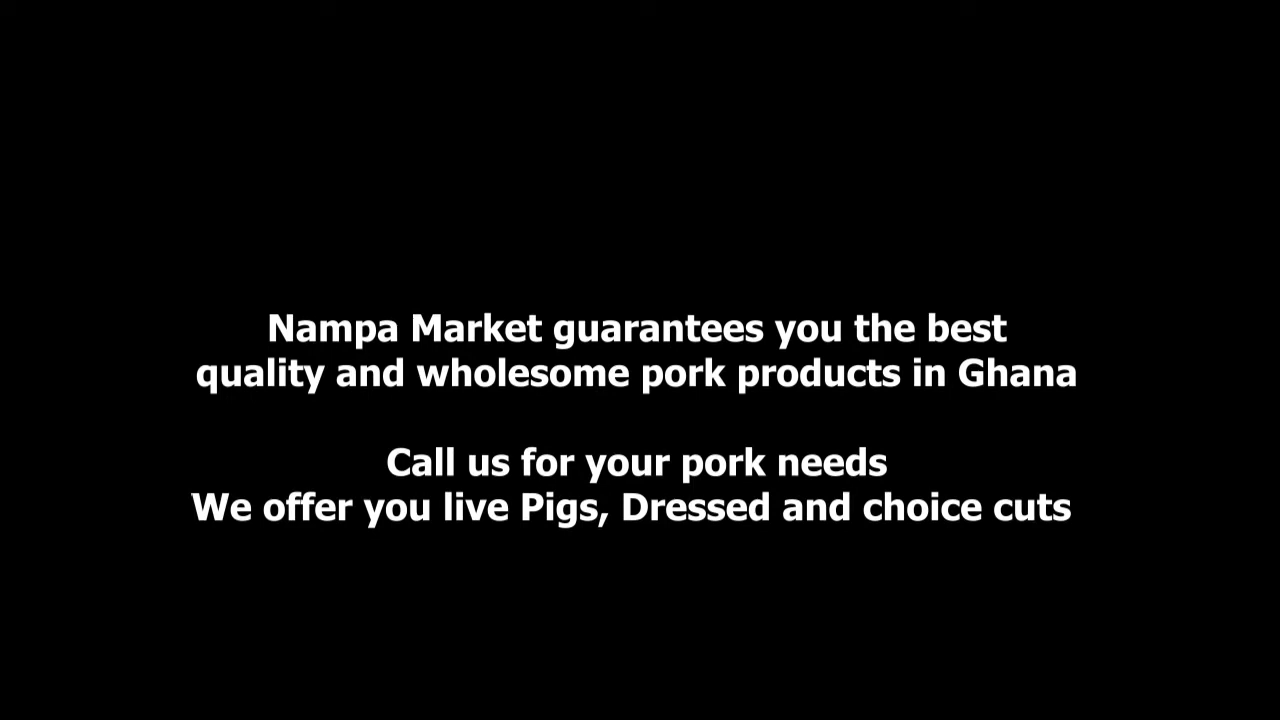 Nampa Market guarantees you the best
quality and wholesome pork products in Ghana
Call us for your pork needs
We offer you live Pigs, Dressed and choice cuts